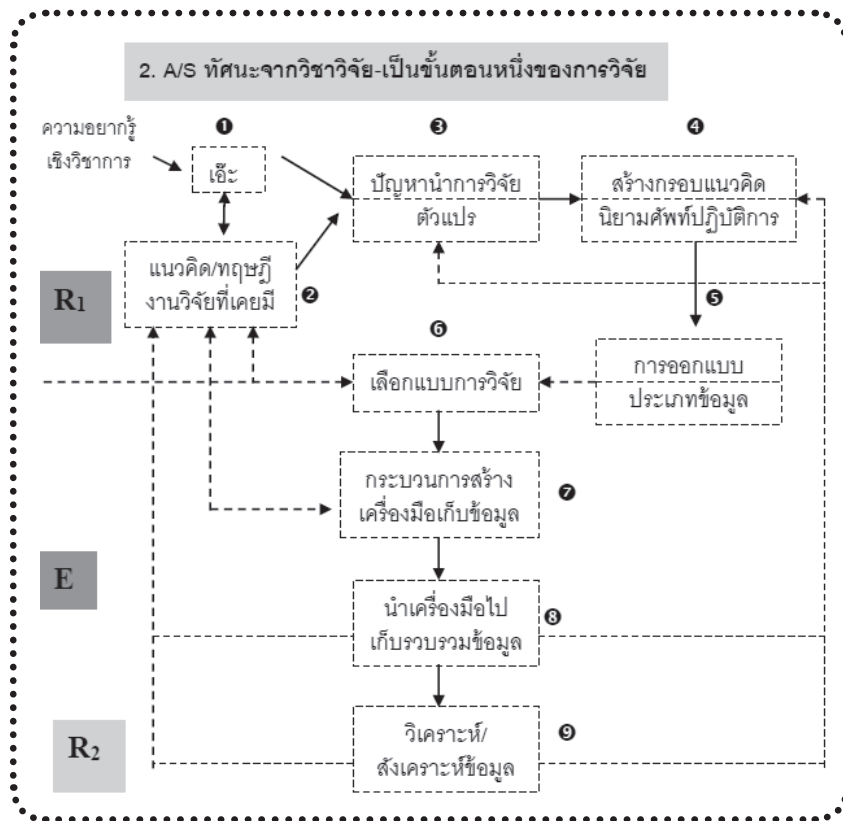 2. A/S ทัศนะจากวิชาวิจัย-เป็นขั้นตอนหนึ่งของการวิจัย
ความอยากรู้
เชิงวิชาการ
❶
เอ๊ะ
❸
ปัญหานำการวิจัย
ตัวแปร
❹
สร้างกรอบแนวคิด
นิยามศัพท์ปฏิบัติการ
R1
แนวคิด/ทฤษฎี
งานวิจัยที่เคยมี
❷
❺
การออกแบบ
ประเภทข้อมูล
❻
เลือกแบบการวิจัย
กระบวนการสร้าง
เครื่องมือเก็บข้อมูล
❼
E
นำเครื่องมือไป
เก็บรวบรวมข้อมูล
❽
R2
วิเคราะห์/
สังเคราะห์ข้อมูล
❾